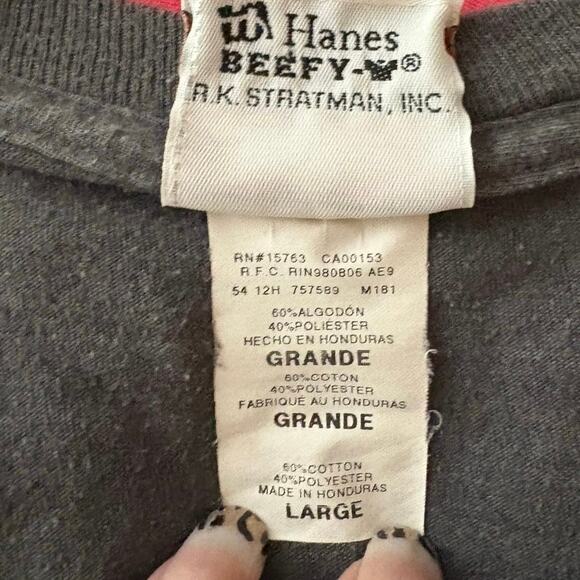 Hanes
BEEFY-T®
R.K. STRATMAN, INC.
RN#15763 CA00153
R.F.C. RIN980806 AE9
54 12H 757589 M181
60%ALGODÓN
40%POLIÉSTER
HECHO EN HONDURAS
GRANDE
60%COTON
40%POLYESTER
FABRIQUÉ AU HONDURAS
GRANDE
60%COTTON
40%POLYESTER
MADE IN HONDURAS
LARGE